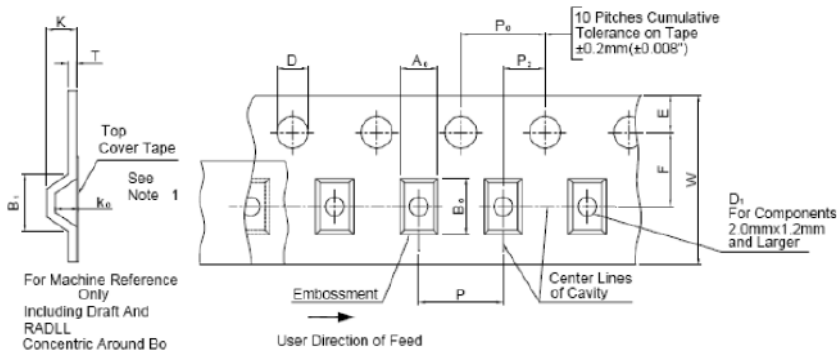 K
T
Top
Cover Tape
See
Note 1
B₁
k₀
For Machine Reference
Only
Including Draft And
RADLL
Concentric Around Bo
D
A₀
P₀
P₂
10 Pitches Cumulative
Tolerance on Tape
±0.2mm(±0.008")
E
F
W
B₀
D₁
For Components
2.0mmx1.2mm
and Larger
Embossment
P
Center Lines
of Cavity
User Direction of Feed